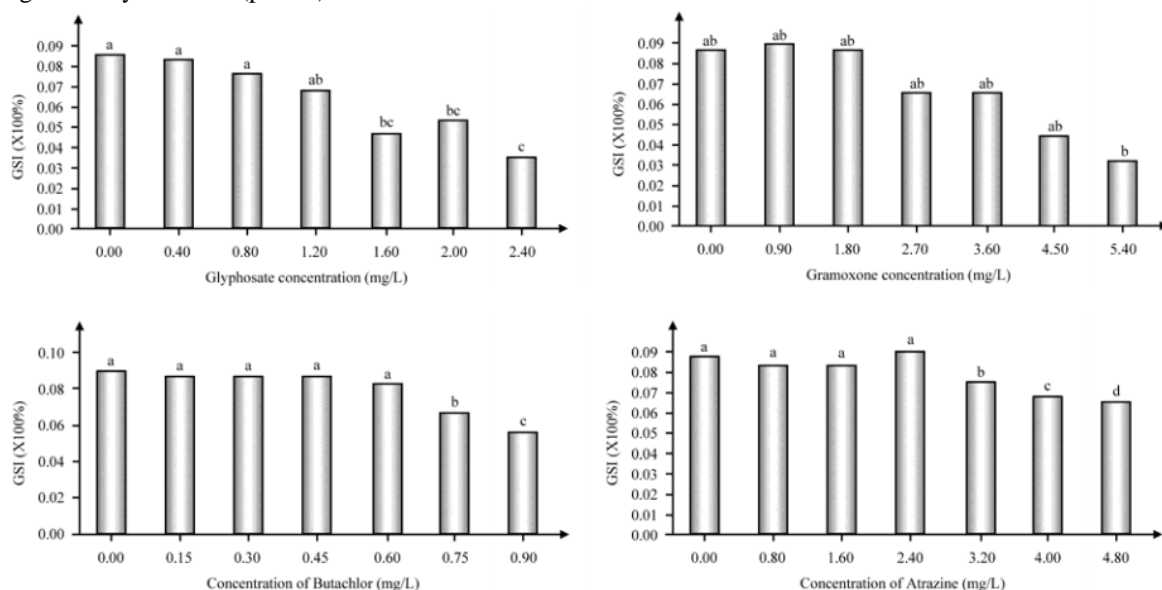 a a a ab bc bc c
GSI (X100%)
0.09
0.08
0.07
0.06
0.05
0.04
0.03
0.02
0.01
0.00
0.00 0.40 0.80 1.20 1.60 2.00 2.40
Glyphosate concentration (mg/L)
ab ab ab ab ab ab b
GSI (X100%)
0.09
0.08
0.07
0.06
0.05
0.04
0.03
0.02
0.01
0.00
0.00 0.90 1.80 2.70 3.60 4.50 5.40
Gramoxone concentration (mg/L)
a a a a a b c
GSI (X100%)
0.10
0.08
0.06
0.04
0.02
0.00
0.00 0.15 0.30 0.45 0.60 0.75 0.90
Concentration of Butachlor (mg/L)
a a a a b c d
GSI (X100%)
0.09
0.08
0.07
0.06
0.05
0.04
0.03
0.02
0.01
0.00
0.00 0.80 1.60 2.40 3.20 4.00 4.80
Concentration of Atrazine (mg/L)